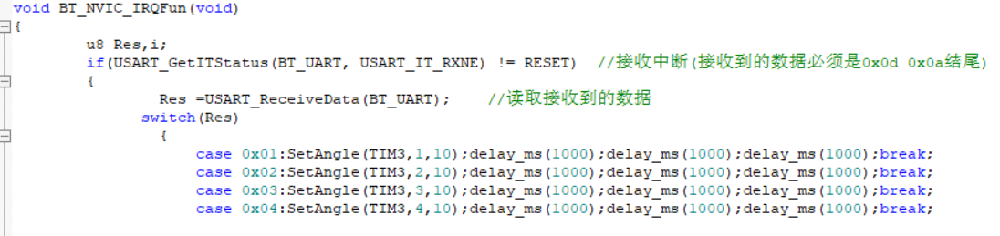 void BT_NVIC_IRQFun(void)
{
u8 Res,i;
if(USART_GetITStatus(BT_UART, USART_IT_RXNE) != RESET)  //接收中断(接收到的数据必须是0x0d 0x0a结尾)
{
Res =USART_ReceiveData(BT_UART);    //读取接收到的数据
switch(Res)
{
case 0x01:SetAngle(TIM3,1,10);delay_ms(1000);delay_ms(1000);delay_ms(1000);break;
case 0x02:SetAngle(TIM3,2,10);delay_ms(1000);delay_ms(1000);delay_ms(1000);break;
case 0x03:SetAngle(TIM3,3,10);delay_ms(1000);delay_ms(1000);delay_ms(1000);break;
case 0x04:SetAngle(TIM3,4,10);delay_ms(1000);delay_ms(1000);delay_ms(1000);break;